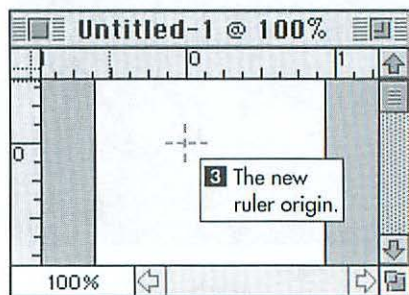 Untitled-1 @ 100%
0 1
0
3 The new
ruler origin.
100%